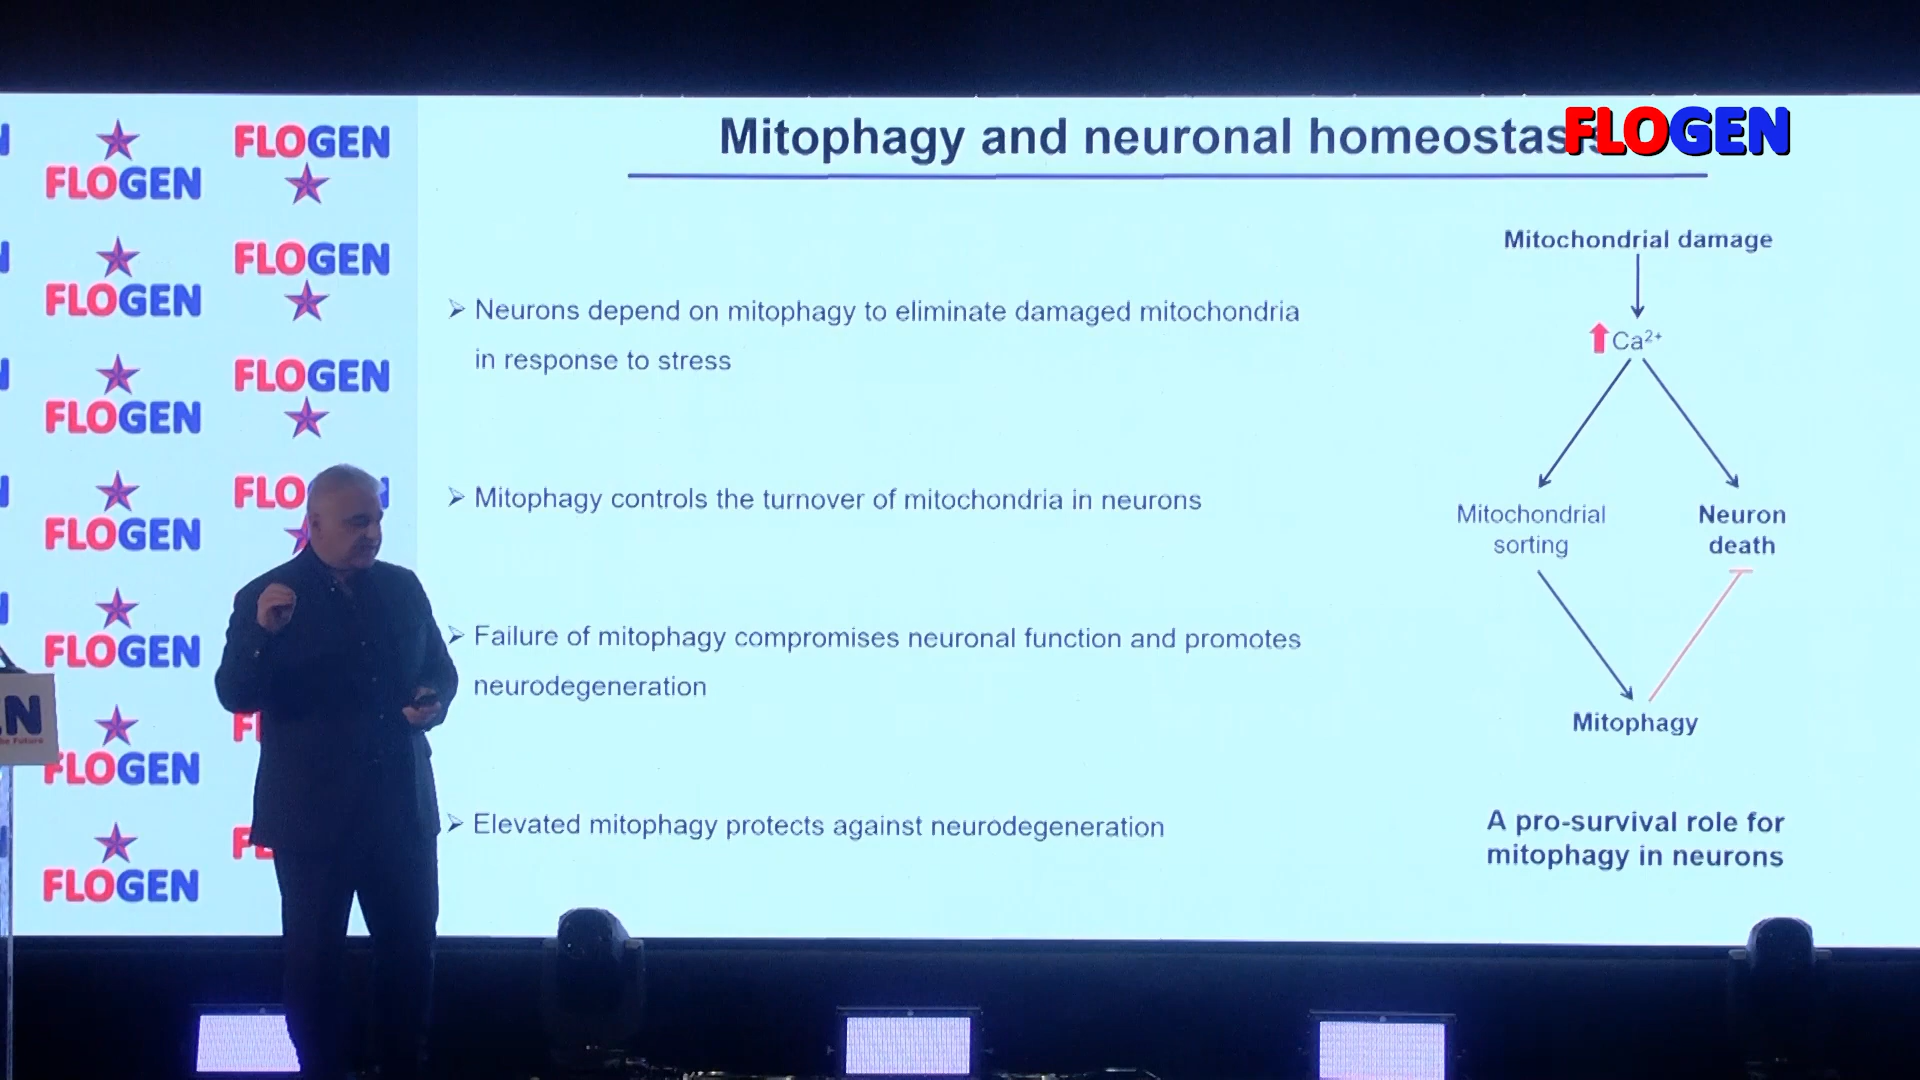 FLOGEN
Mitophagy and neuronal homeostasis
FLOGEN
FLOGEN
FLOGEN
FLOGEN
FLOGEN
FLOGEN
FLOGEN
FLOGEN
FLOGEN
FLOGEN
Neurons depend on mitophagy to eliminate damaged mitochondria
in response to stress
Mitophagy controls the turnover of mitochondria in neurons
Failure of mitophagy compromises neuronal function and promotes
neurodegeneration
Elevated mitophagy protects against neurodegeneration
Mitochondrial damage
Ca²⁺
Mitochondrial
sorting
Neuron
death
Mitophagy
A pro-survival role for
mitophagy in neurons